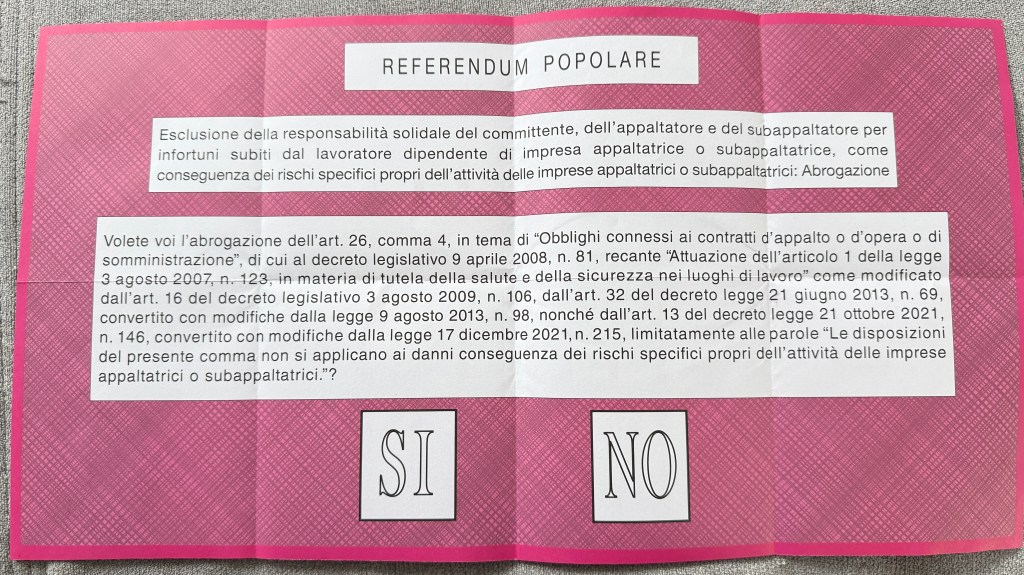 REFERENDUM POPOLARE
Esclusione della responsabilità solidale del committente, dell'appaltatore e del subappaltatore per
infortuni subiti dal lavoratore dipendente di impresa appaltatrice o subappaltatrice, come
conseguenza dei rischi specifici propri dell'attività delle imprese appaltatrici o subappaltatrici: Abrogazione
Volete voi l'abrogazione dell'art. 26, comma 4, in tema di “Obblighi connessi ai contratti d'appalto o d'opera o di
somministrazione”, di cui al decreto legislativo 9 aprile 2008, n. 81, recante “Attuazione dell'articolo 1 della legge
3 agosto 2007, n. 123, in materia di tutela della salute e della sicurezza nei luoghi di lavoro” come modificato
dall'art. 16 del decreto legislativo 3 agosto 2009, n. 106, dall'art. 32 del decreto legge 21 giugno 2013, n. 69,
convertito con modifiche dalla legge 9 agosto 2013, n. 98, nonché dall'art. 13 del decreto legge 21 ottobre 2021,
n. 146, convertito con modifiche dalla legge 17 dicembre 2021, n. 215, limitatamente alle parole “Le disposizioni
del presente comma non si applicano ai danni conseguenza dei rischi specifici propri dell'attività delle imprese
appaltatrici o subappaltatrici.”?
SI NO